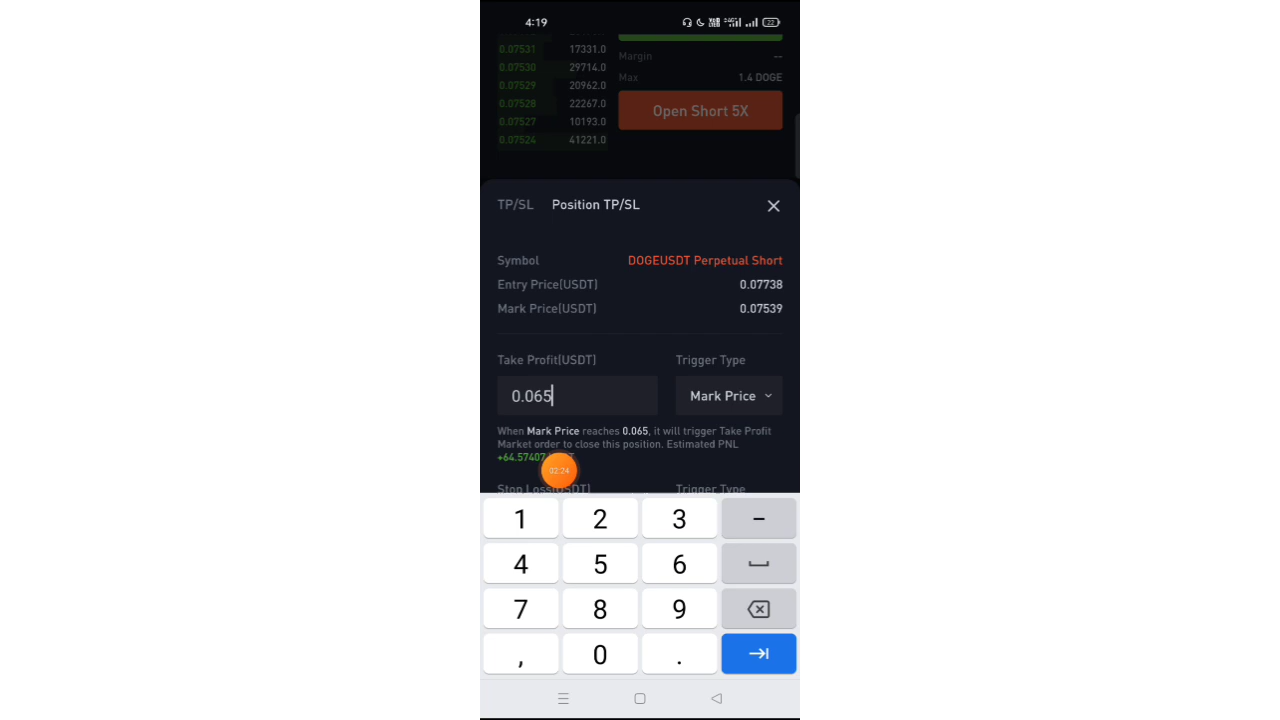 4:19
22
0.07531 17331.0
Margin --
0.07530 29714.0
Max 1.4 DOGE
0.07529 20962.0
0.07528 22267.0
Open Short 5X
0.07527 10193.0
0.07524 41221.0
TP/SL Position TP/SL
Symbol DOGEUSDT Perpetual Short
Entry Price(USDT) 0.07738
Mark Price(USDT) 0.07539
Take Profit(USDT) Trigger Type
0.065 Mark Price
When Mark Price reaches 0.065, it will trigger Take Profit
Market order to close this position. Estimated PNL
+64.57407
02:24
Stop Loss(USDT) Trigger Type
1 2 3 –
4 5 6
7 8 9
, 0 .